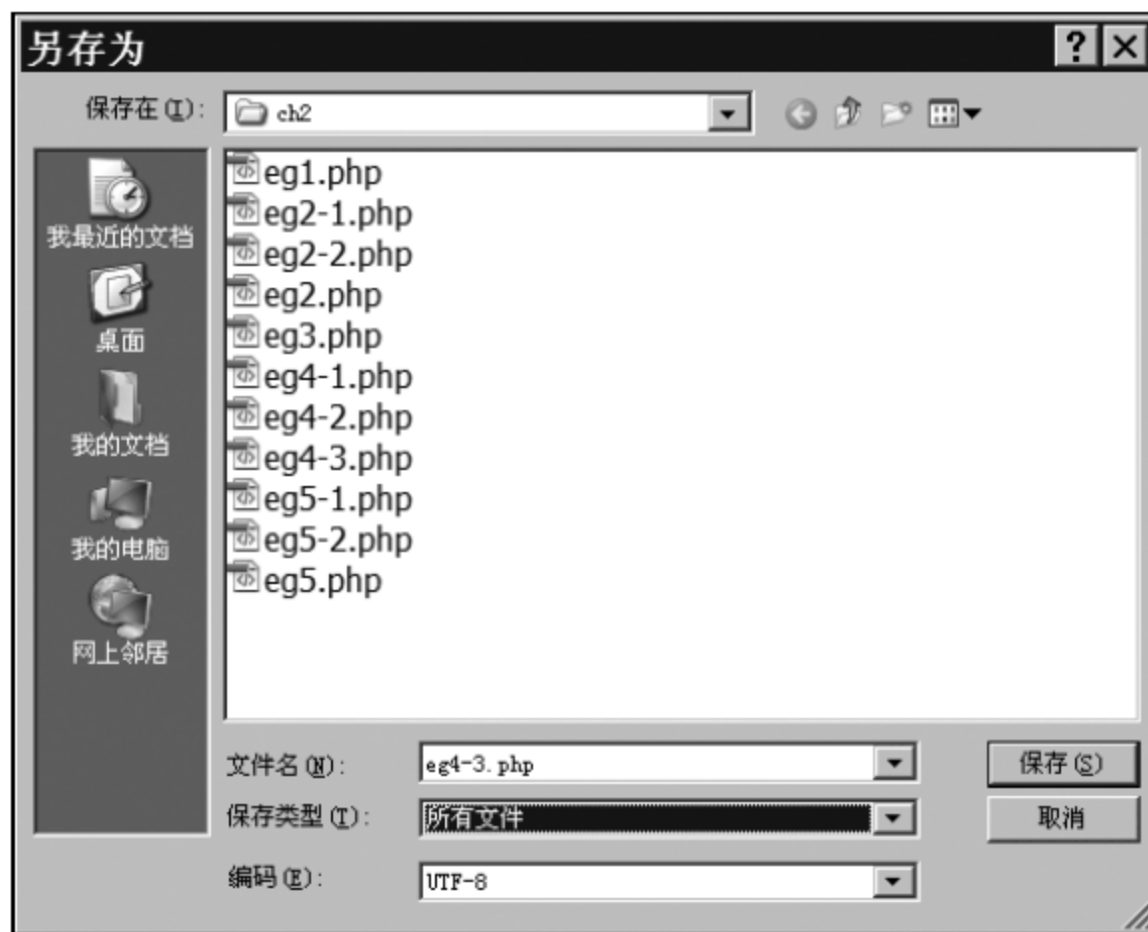 另存为
保存在(I):
ch2
我最近的文档
桌面
我的文档
我的电脑
网上邻居
eg1.php
eg2-1.php
eg2-2.php
eg2.php
eg3.php
eg4-1.php
eg4-2.php
eg4-3.php
eg5-1.php
eg5-2.php
eg5.php
文件名(N):
eg4-3.php
保存(S)
保存类型(T):
所有文件
取消
编码(E):
UTF-8